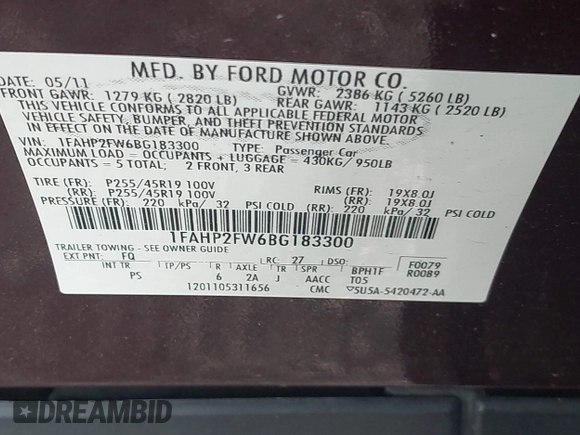 MFD. BY FORD MOTOR CO.
DATE: 05/11 GVWR: 2386 KG ( 5260 LB)
FRONT GAWR: 1279 KG ( 2820 LB) REAR GAWR: 1143 KG ( 2520 LB)
THIS VEHICLE CONFORMS TO ALL APPLICABLE FEDERAL MOTOR
VEHICLE SAFETY, BUMPER, AND THEFT PREVENTION STANDARDS
IN EFFECT ON THE DATE OF MANUFACTURE SHOWN ABOVE.
VIN: 1FAHP2FW6BG183300 TYPE: Passenger Car
MAXIMUM LOAD = OCCUPANTS + LUGGAGE = 430KG/ 950LB
OCCUPANTS = 5 TOTAL; 2 FRONT, 3 REAR
TIRE (FR): P255/45R19 100V RIMS (FR): 19X8.0J
(RR): P255/45R19 100V (RR): 19X8.0J
PRESSURE (FR): 220 kPa/ 32 PSI/COLD (RR): 220 kPa/ 32
1FAHP2FW6BG183300
TRAILER TOWING - SEE OWNER GUIDE
EXT PNT: FQ LRC: 27 F0079
INT TR TP/PS R AXLE TR SPR BPH1F R0089
PS 6 2A J AACC T05
1201105311656 CMC ▽SU5A-5420472-AA
DREAMBID